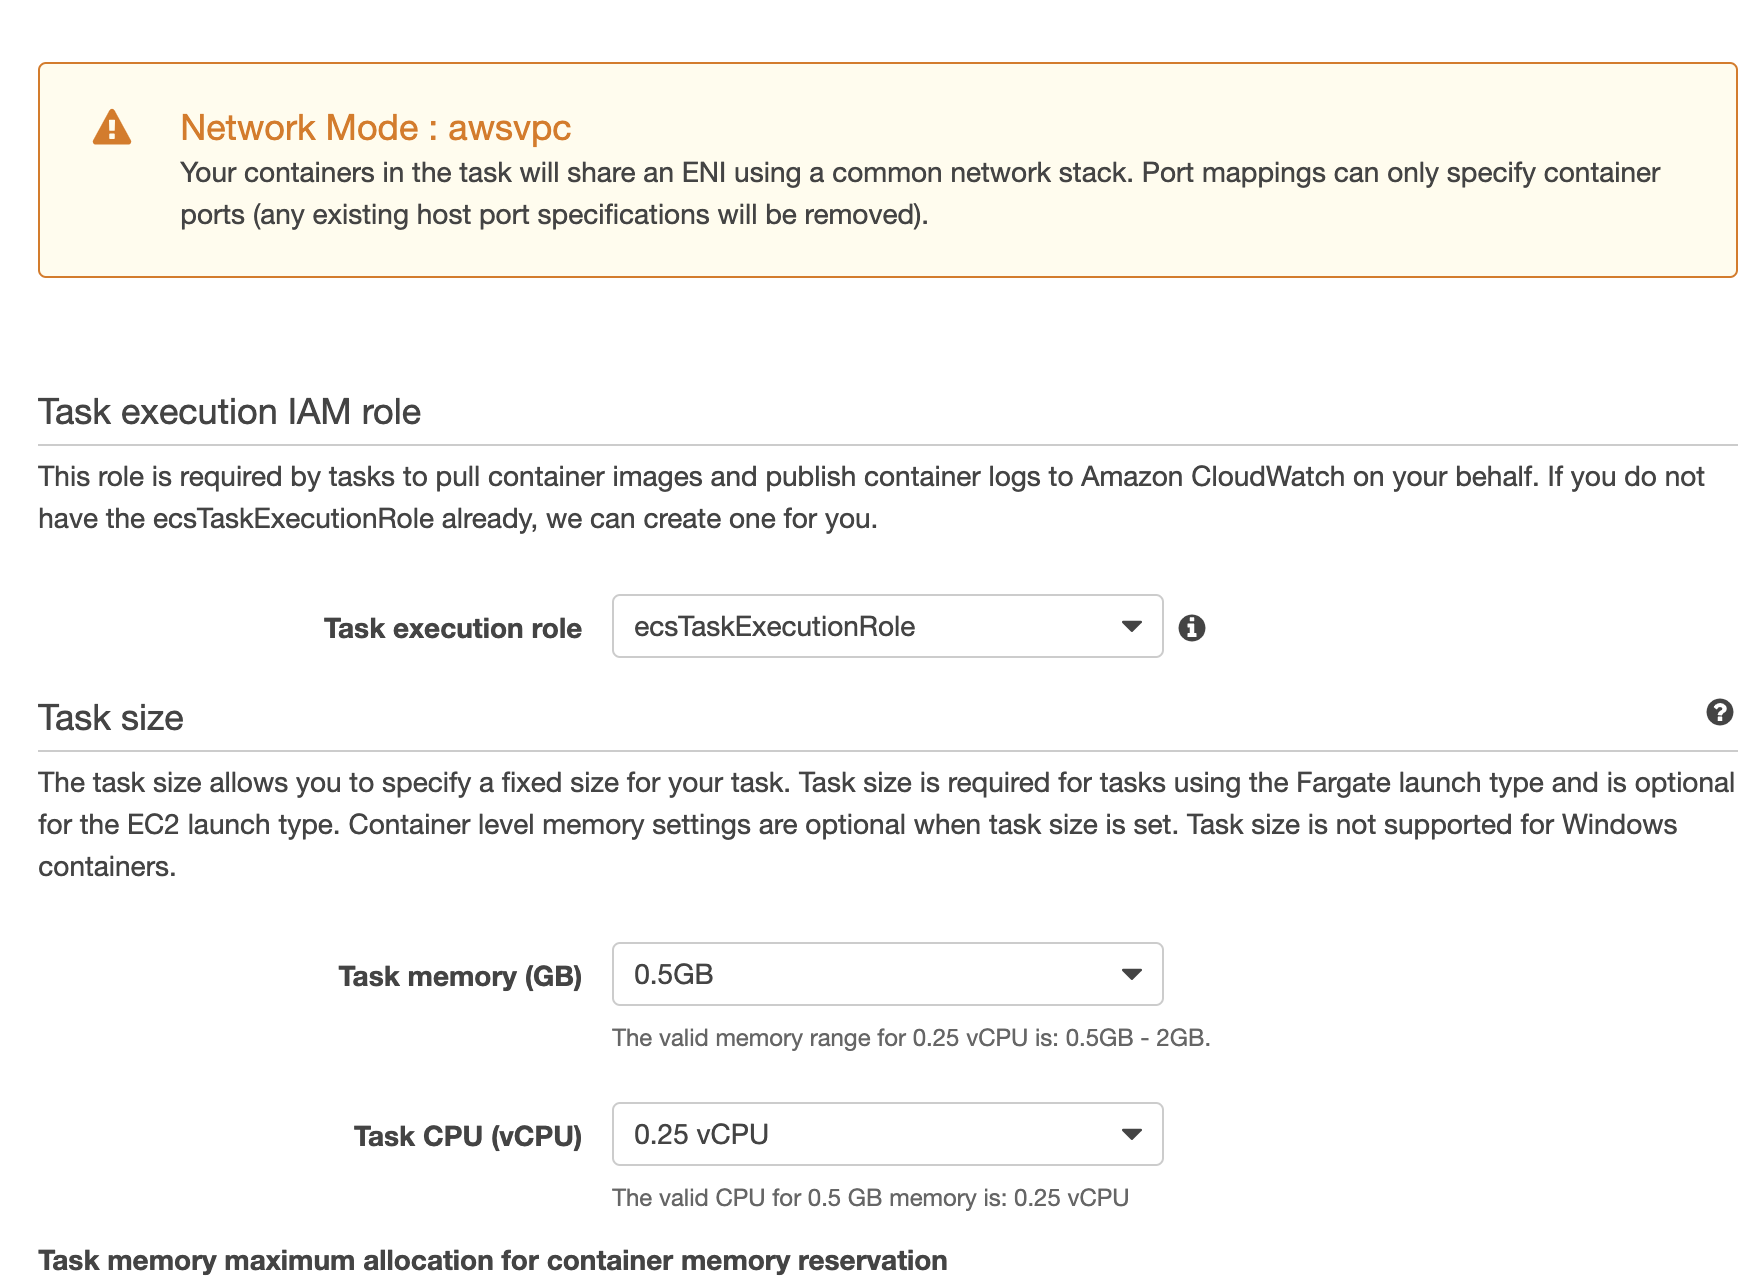 Network Mode : awsvpc
Your containers in the task will share an ENI using a common network stack. Port mappings can only specify container
ports (any existing host port specifications will be removed).
Task execution IAM role
This role is required by tasks to pull container images and publish container logs to Amazon CloudWatch on your behalf. If you do not
have the ecsTaskExecutionRole already, we can create one for you.
Task execution role
ecsTaskExecutionRole
Task size
The task size allows you to specify a fixed size for your task. Task size is required for tasks using the Fargate launch type and is optional
for the EC2 launch type. Container level memory settings are optional when task size is set. Task size is not supported for Windows
containers.
Task memory (GB)
0.5GB
The valid memory range for 0.25 vCPU is: 0.5GB - 2GB.
Task CPU (vCPU)
0.25 vCPU
The valid CPU for 0.5 GB memory is: 0.25 vCPU
Task memory maximum allocation for container memory reservation